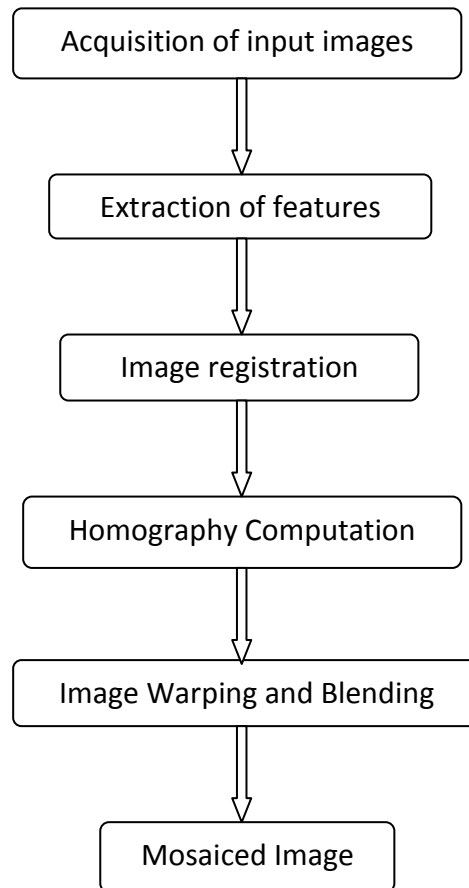 Acquisition of input images
Extraction of features
Image registration
Homography Computation
Image Warping and Blending
Mosaiced Image